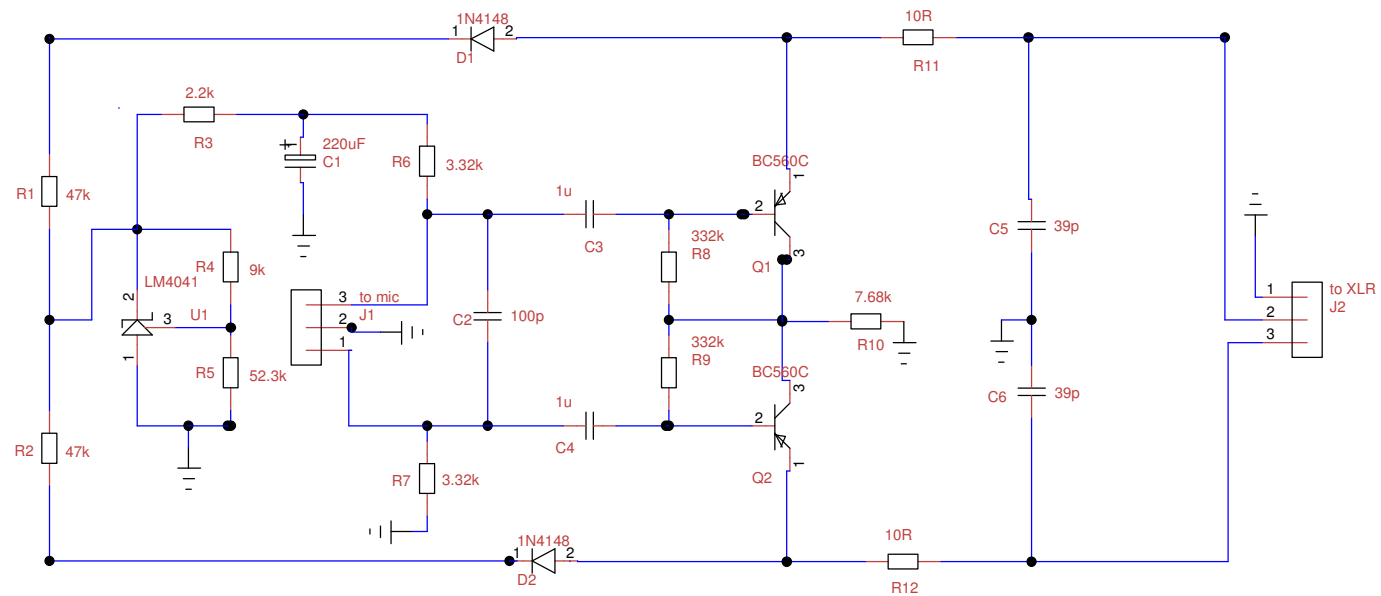 1N4148
1 2
D1
10R
R11
2.2k
R3
220uF
C1
R6
3.32k
BC560C
1
R1
47k
1u
2
C3
332k
R8
Q1
3
C5
39p
R4
9k
LM4041
2
U1
3
1
3
to mic
J1
2
1
C2
100p
7.68k
R10
1
2
3
to XLR
J2
R5
52.3k
332k
R9
BC560C
3
C6
39p
1u
2
C4
R2
47k
R7
3.32k
Q2
1
1N4148
1 2
D2
10R
R12